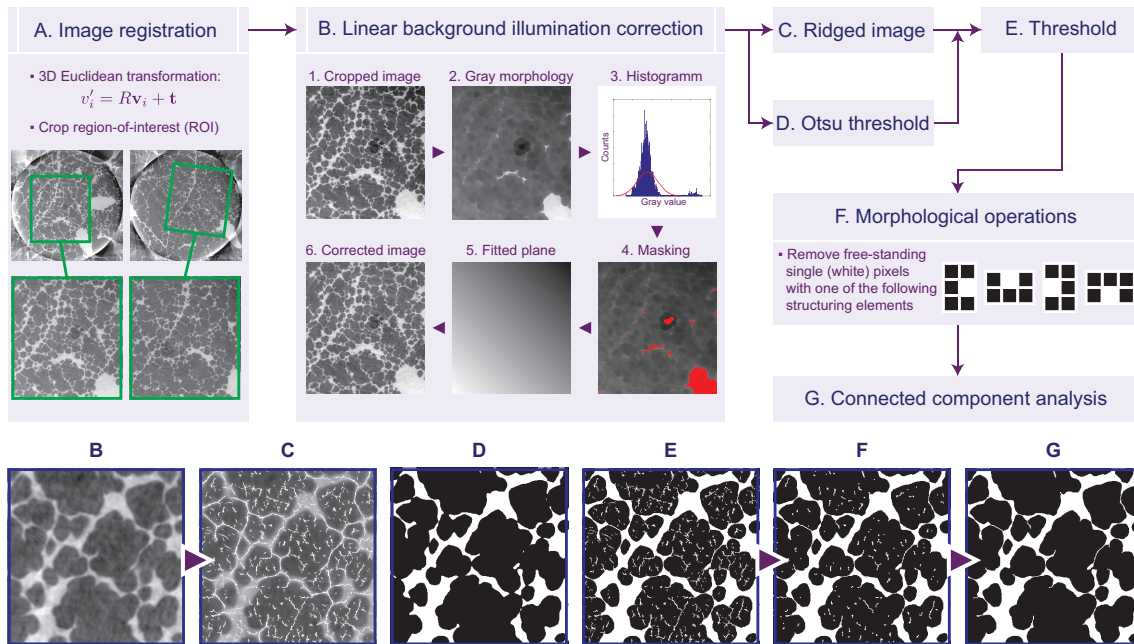 A. Image registration
▪ 3D Euclidean transformation:
v′ᵢ = Rvᵢ + t
▪ Crop region-of-interest (ROI)
B. Linear background illumination correction
1. Cropped image
2. Gray morphology
3. Histogramm
Counts
Gray value
6. Corrected image
5. Fitted plane
4. Masking
C. Ridged image
D. Otsu threshold
E. Threshold
F. Morphological operations
▪ Remove free-standing
single (white) pixels
with one of the following
structuring elements
G. Connected component analysis
B
C
D
E
F
G